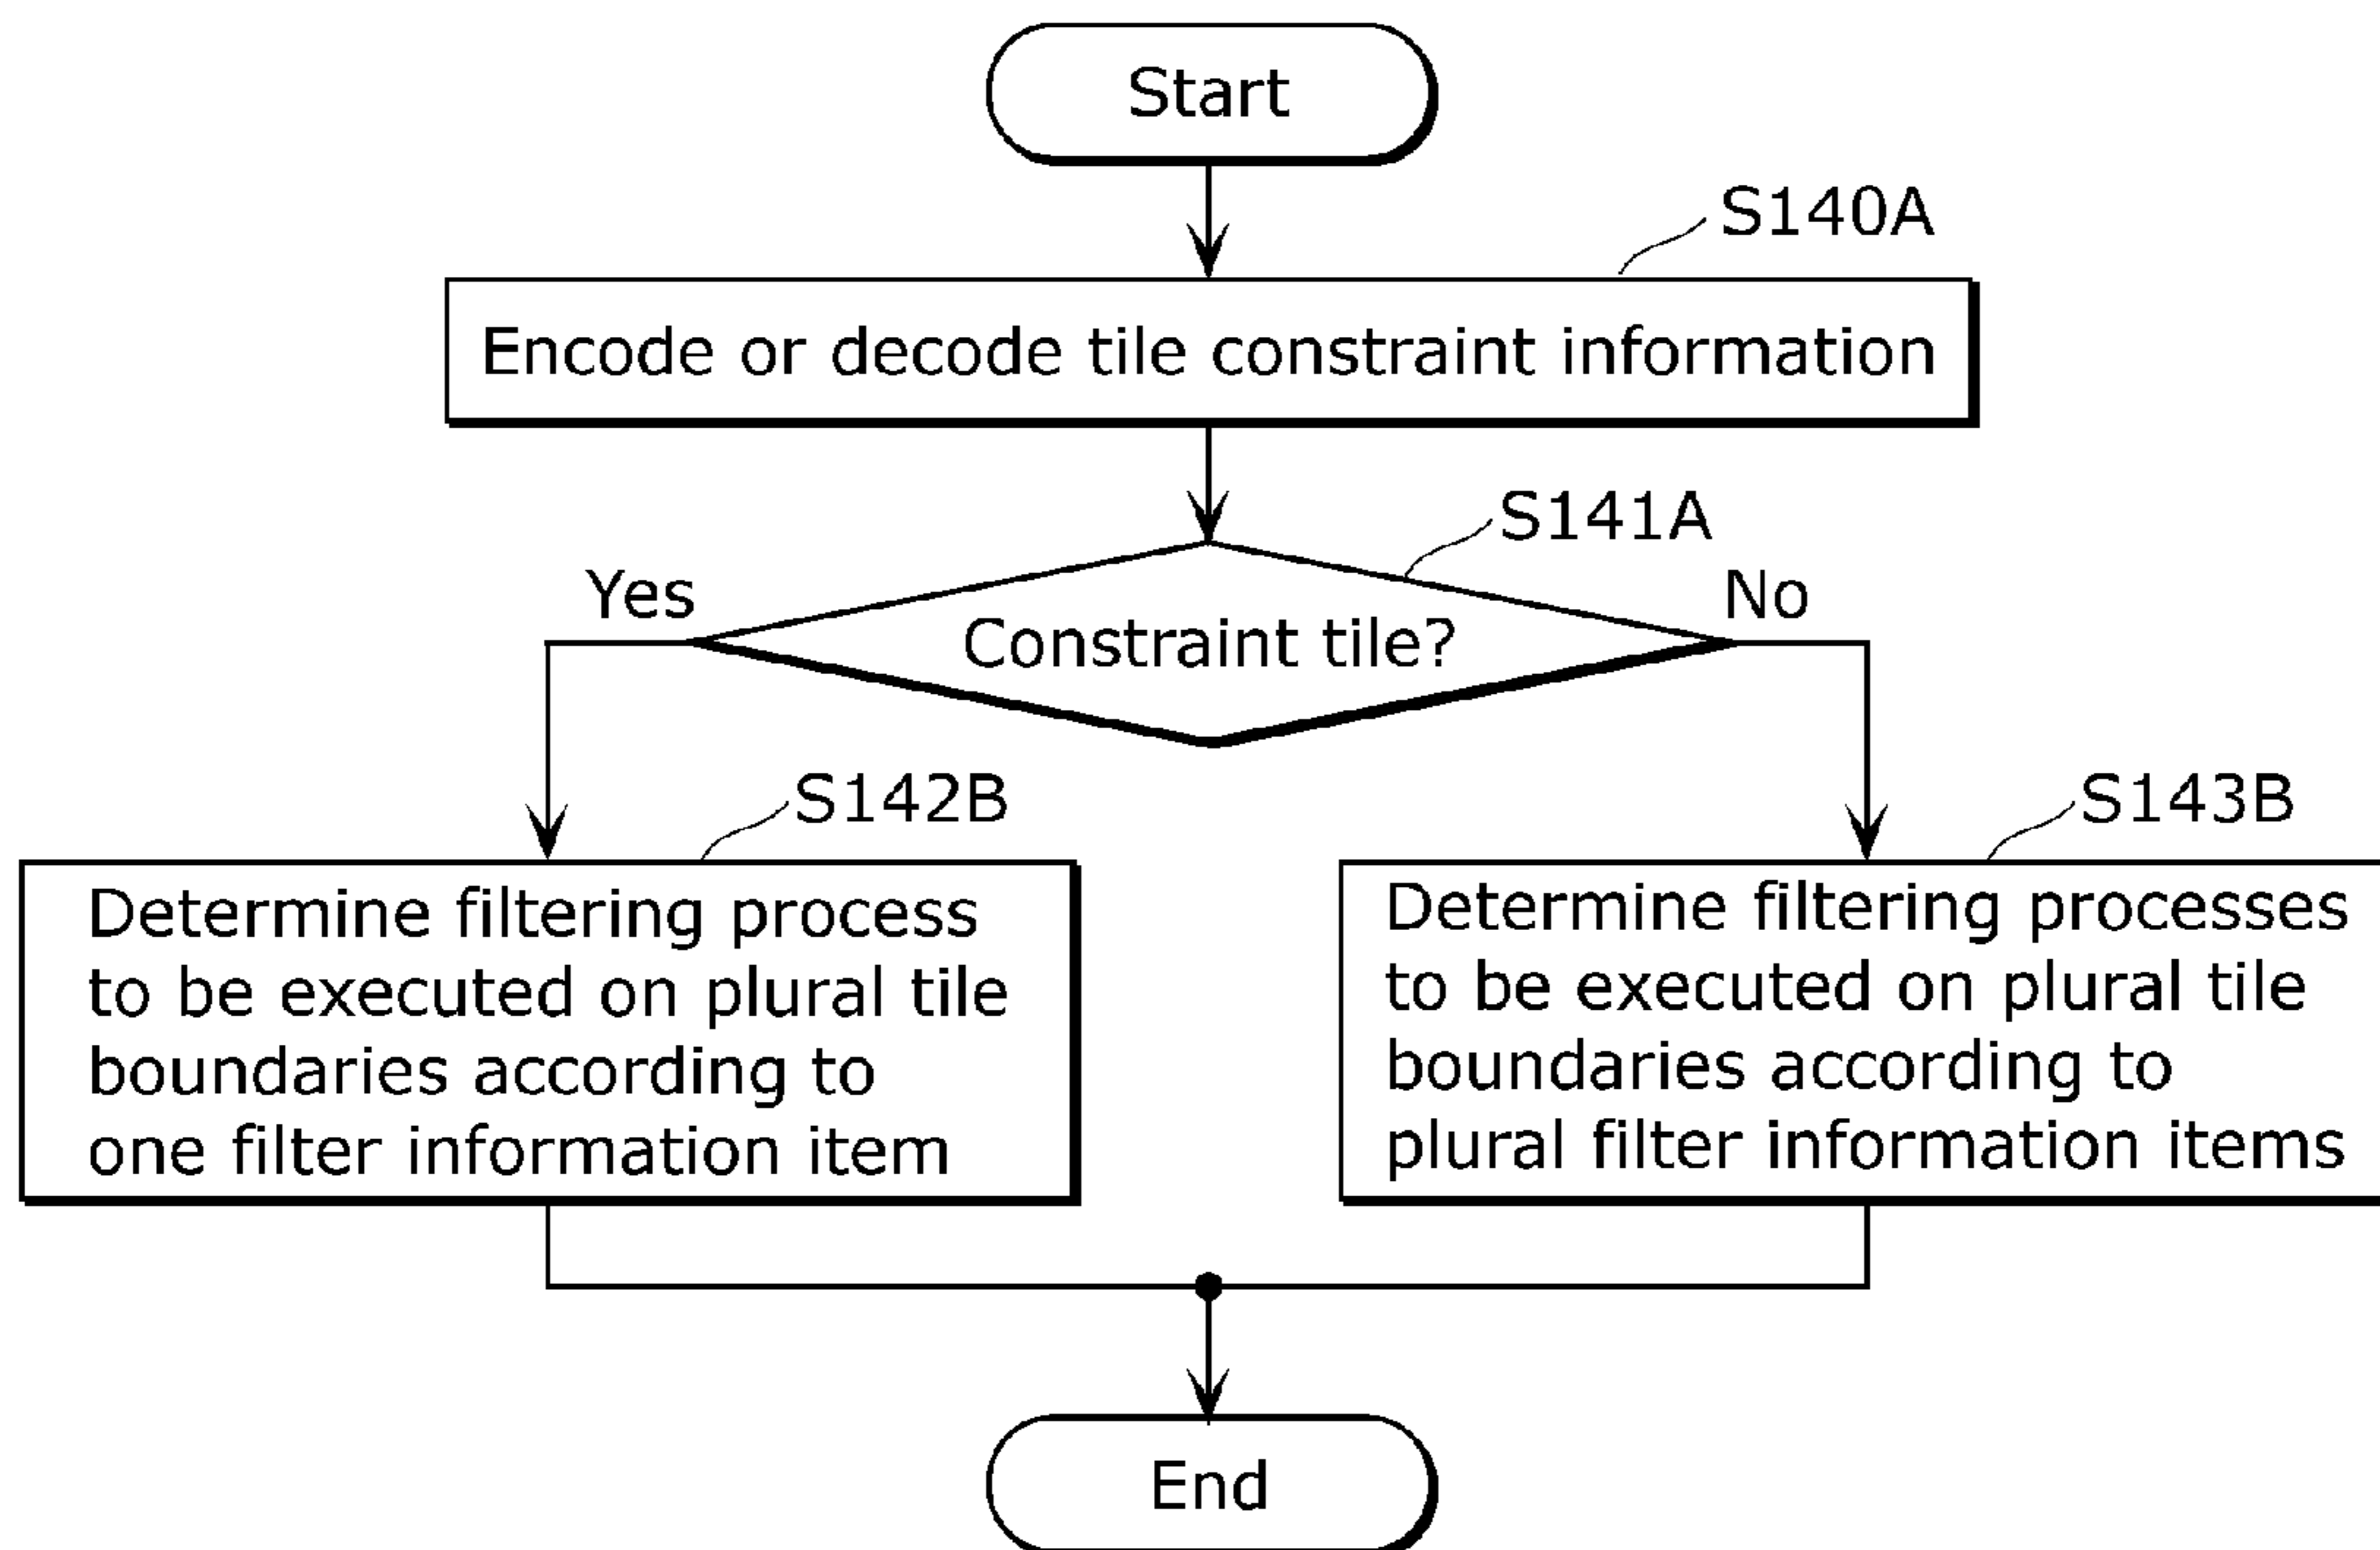 Start
S140A
Encode or decode tile constraint information
S141A
Yes
No
Constraint tile?
S142B
S143B
Determine filtering process
to be executed on plural tile
boundaries according to
one filter information item
Determine filtering processes
to be executed on plural tile
boundaries according to
plural filter information items
End